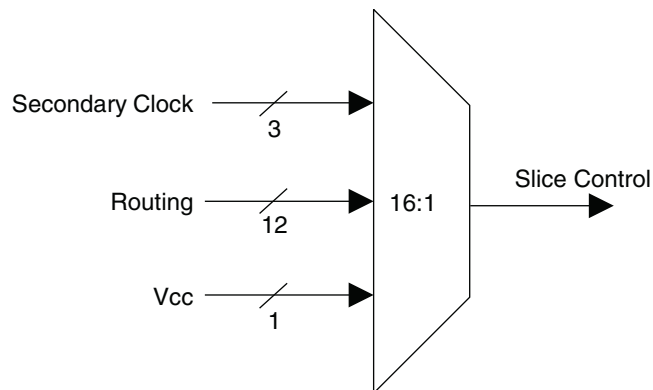 Secondary Clock
3
Routing
12
Vcc
1
16:1
Slice Control